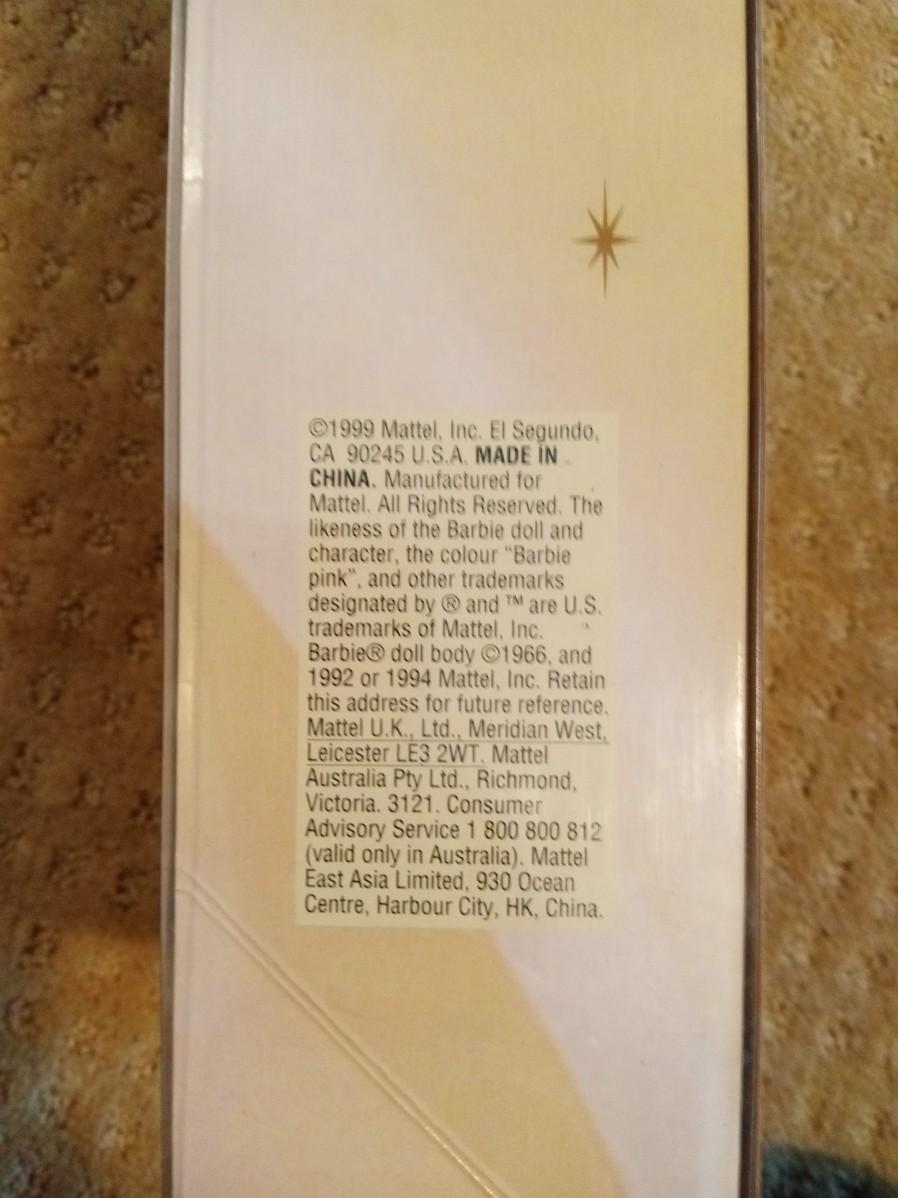 ©1999 Mattel, Inc. El Segundo,
CA 90245 U.S.A. MADE IN
CHINA. Manufactured for
Mattel. All Rights Reserved. The
likeness of the Barbie doll and
character, the colour "Barbie
pink", and other trademarks
designated by ® and ™ are U.S.
trademarks of Mattel, Inc.
Barbie® doll body ©1966, and
1992 or 1994 Mattel, Inc. Retain
this address for future reference.
Mattel U.K., Ltd., Meridian West,
Leicester LE3 2WT. Mattel
Australia Pty Ltd., Richmond,
Victoria. 3121. Consumer
Advisory Service 1 800 800 812
(valid only in Australia). Mattel
East Asia Limited, 930 Ocean
Centre, Harbour City, HK, China.